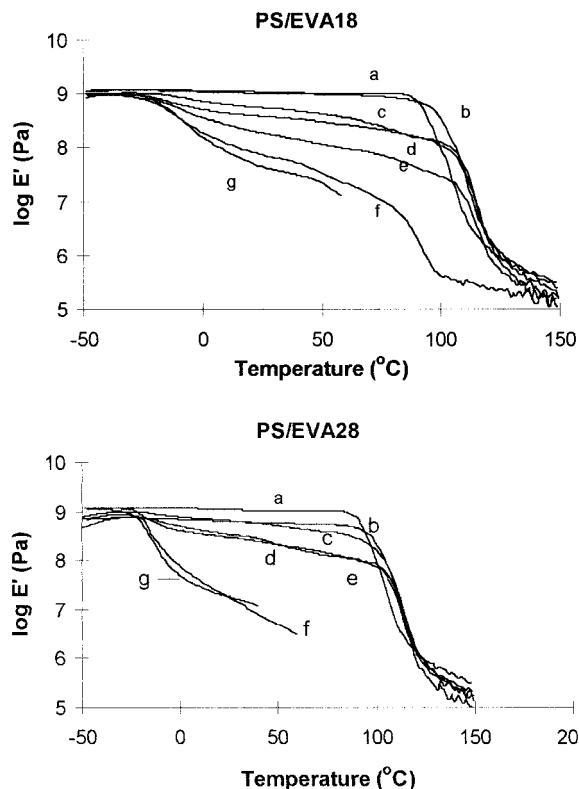 PS/EVA18
log E' (Pa)
10
9
8
7
6
5
a
b
c
d
e
f
g
-50 0 50 100 150
Temperature (°C)
PS/EVA28
log E' (Pa)
10
9
8
7
6
5
a
b
c
d
e
g
f
-50 0 50 100 150 20
Temperature (°C)